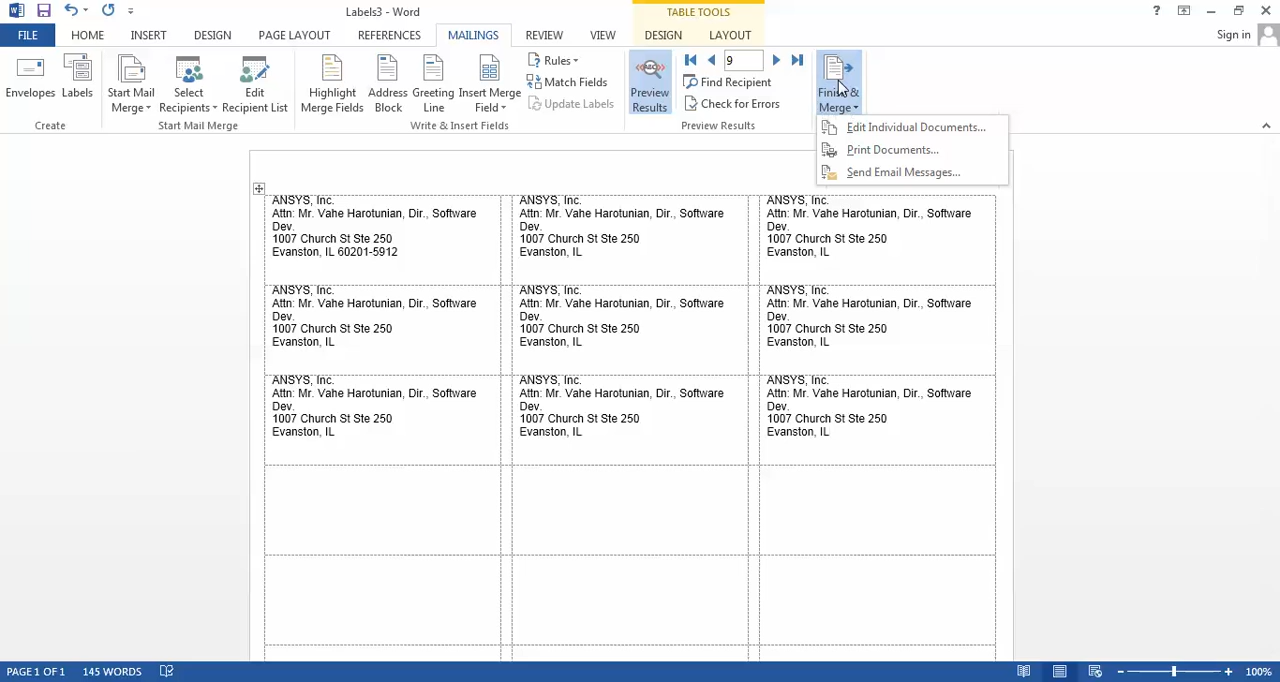 Labels3 - Word
TABLE TOOLS
?
FILE
HOME
INSERT
DESIGN
PAGE LAYOUT
REFERENCES
MAILINGS
REVIEW
VIEW
DESIGN
LAYOUT
Sign in
Envelopes
Labels
Create
Start Mail
Merge
Select
Recipients
Edit
Recipient List
Start Mail Merge
Highlight
Merge Fields
Address
Block
Greeting
Line
Insert Merge
Field
Rules
Match Fields
Update Labels
Write & Insert Fields
ABC
Preview
Results
9
Find Recipient
Check for Errors
Preview Results
Finish &
Merge
Edit Individual Documents...
Print Documents...
Send Email Messages...
ANSYS, Inc.
Attn: Mr. Vahe Harotunian, Dir., Software
Dev.
1007 Church St Ste 250
Evanston, IL 60201-5912
ANSYS, Inc.
Attn: Mr. Vahe Harotunian, Dir., Software
Dev.
1007 Church St Ste 250
Evanston, IL
ANSYS, Inc.
Attn: Mr. Vahe Harotunian, Dir., Software
Dev.
1007 Church St Ste 250
Evanston, IL
ANSYS, Inc.
Attn: Mr. Vahe Harotunian, Dir., Software
Dev.
1007 Church St Ste 250
Evanston, IL
ANSYS, Inc.
Attn: Mr. Vahe Harotunian, Dir., Software
Dev.
1007 Church St Ste 250
Evanston, IL
ANSYS, Inc.
Attn: Mr. Vahe Harotunian, Dir., Software
Dev.
1007 Church St Ste 250
Evanston, IL
ANSYS, Inc.
Attn: Mr. Vahe Harotunian, Dir., Software
Dev.
1007 Church St Ste 250
Evanston, IL
ANSYS, Inc.
Attn: Mr. Vahe Harotunian, Dir., Software
Dev.
1007 Church St Ste 250
Evanston, IL
ANSYS, Inc.
Attn: Mr. Vahe Harotunian, Dir., Software
Dev.
1007 Church St Ste 250
Evanston, IL
PAGE 1 OF 1
145 WORDS
100%